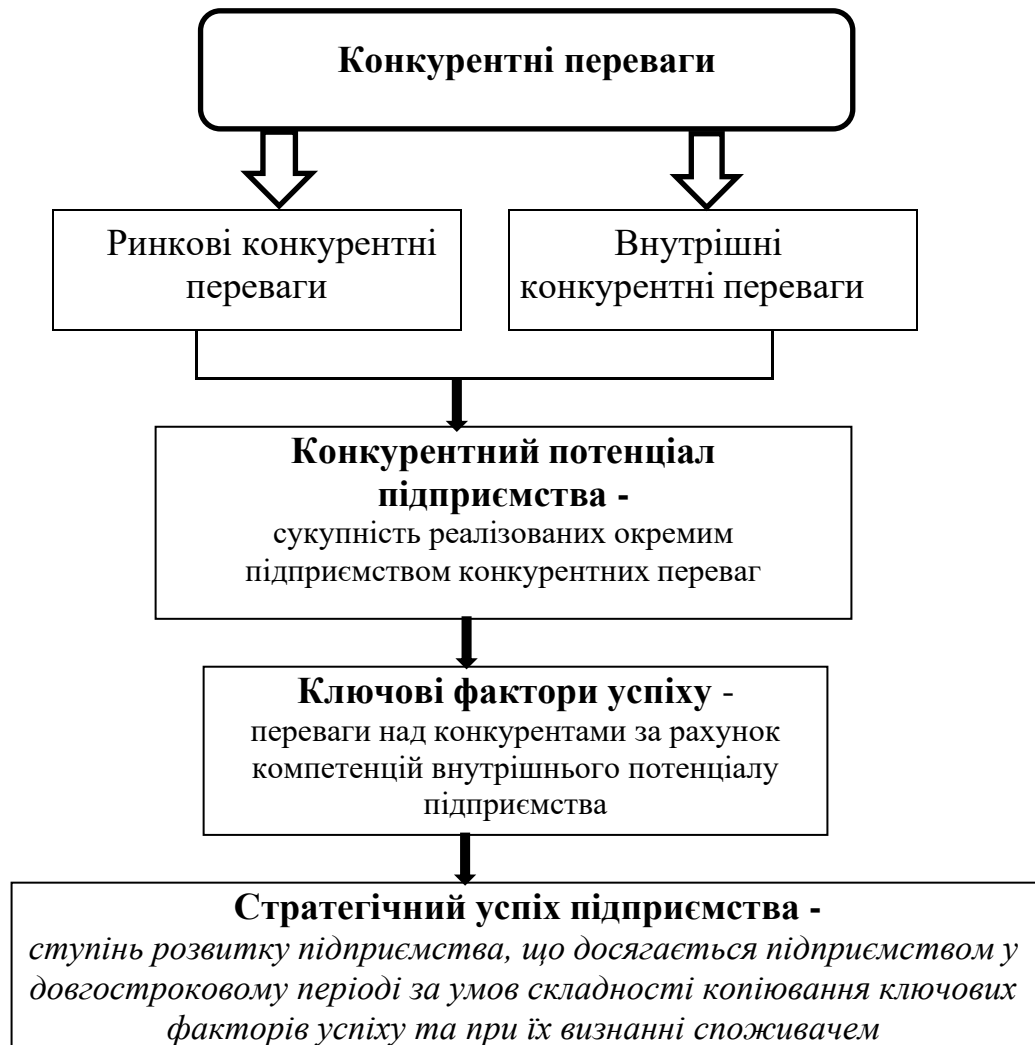 Конкурентні переваги
Ринкові конкурентні
переваги
Внутрішні
конкурентні переваги
Конкурентний потенціал
підприємства -
сукупність реалізованих окремим
підприємством конкурентних переваг
Ключові фактори успіху -
переваги над конкурентами за рахунок
компетенцій внутрішнього потенціалу
підприємства
Стратегічний успіх підприємства -
ступінь розвитку підприємства, що досягається підприємством у
довгостроковому періоді за умов складності копіювання ключових
факторів успіху та при їх визнанні споживачем